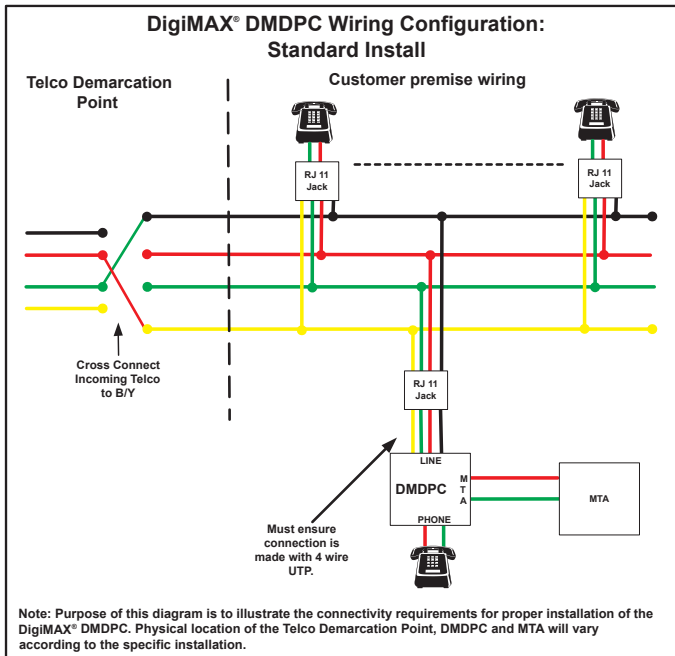 DigiMAX® DMDPC Wiring Configuration:
Standard Install
Telco Demarcation
Point
Customer premise wiring
RJ 11
Jack
RJ 11
Jack
Cross Connect
Incoming Telco
to B/Y
RJ 11
Jack
LINE
DMDPC
M
T
A
PHONE
MTA
Must ensure
connection is
made with 4 wire
UTP.
Note: Purpose of this diagram is to illustrate the connectivity requirements for proper installation of the
DigiMAX® DMDPC. Physical location of the Telco Demarcation Point, DMDPC and MTA will vary
according to the specific installation.